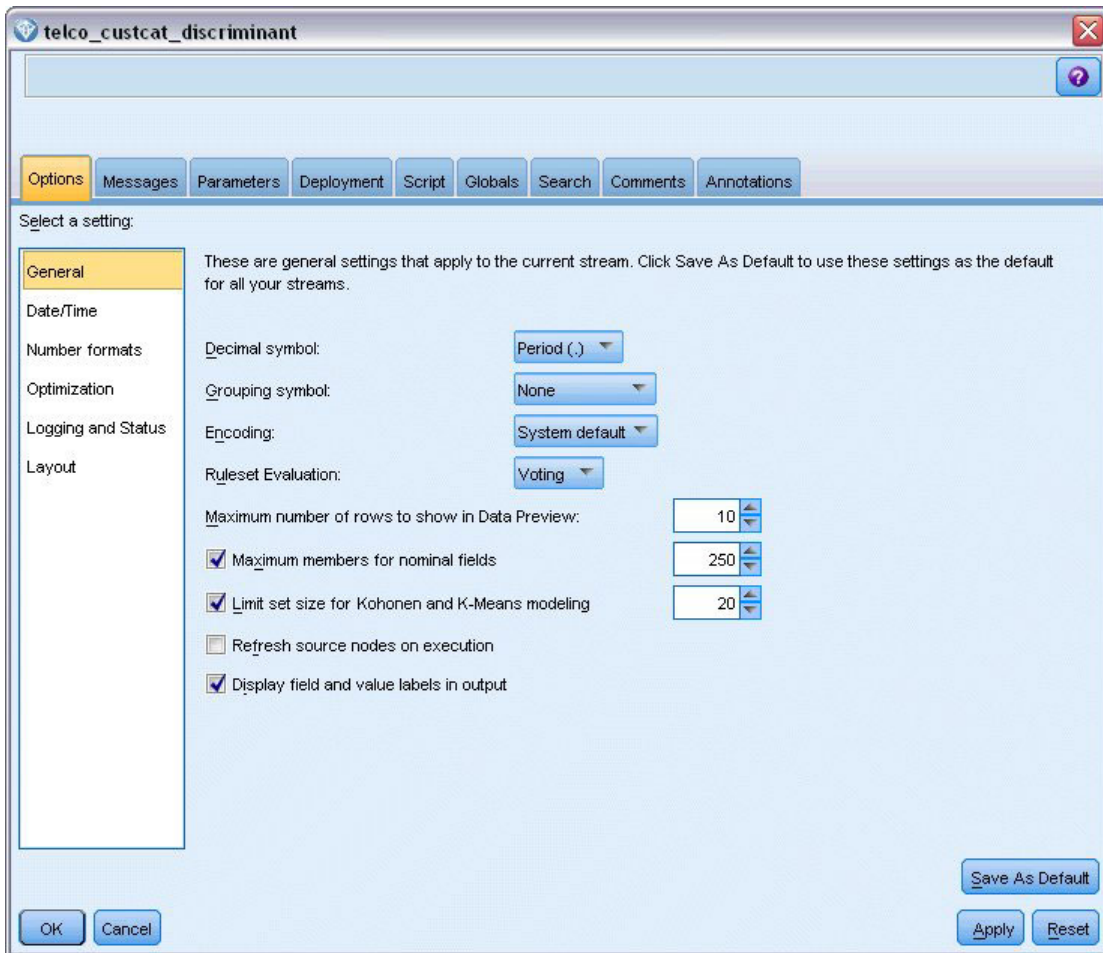 telco_custcat_discriminant
Options Messages Parameters Deployment Script Globals Search Comments Annotations
Select a setting:
General
Date/Time
Number formats
Optimization
Logging and Status
Layout
These are general settings that apply to the current stream. Click Save As Default to use these settings as the default
for all your streams.
Decimal symbol: Period (.)
Grouping symbol: None
Encoding: System default
Ruleset Evaluation: Voting
Maximum number of rows to show in Data Preview: 10
Maximum members for nominal fields 250
Limit set size for Kohonen and K-Means modeling 20
Refresh source nodes on execution
Display field and value labels in output
Save As Default
OK Cancel Apply Reset